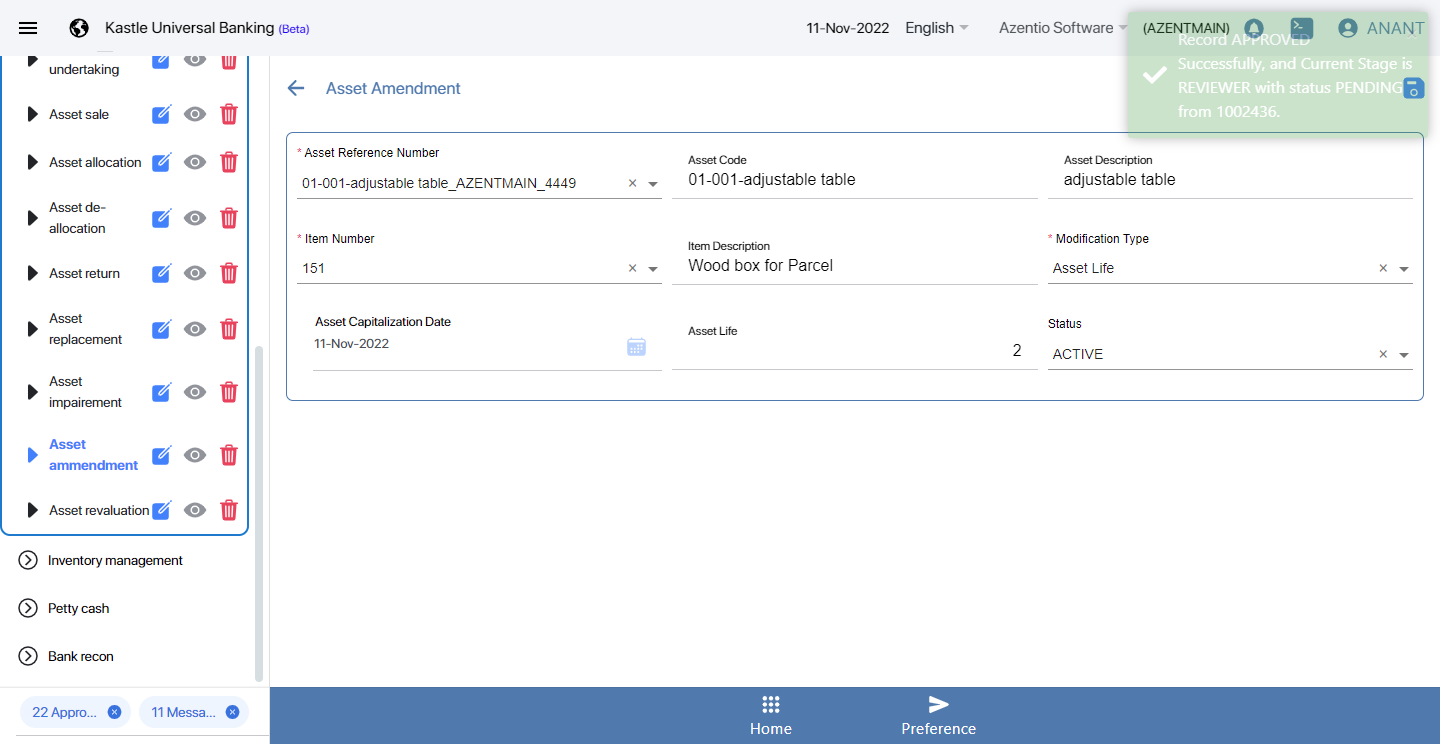 Kastle Universal Banking (Beta)
11-Nov-2022
English
Azentio Software
(AZENTMAIN)
ANANT
Record APPROVED
Successfully, and Current Stage is
REVIEWER with status PENDING
from 1002436.
undertaking
Asset sale
Asset allocation
Asset de-
allocation
Asset return
Asset
replacement
Asset
impairement
Asset
ammendment
Asset revaluation
Inventory management
Petty cash
Bank recon
22 Appro...
11 Messa...
Asset Amendment
* Asset Reference Number
01-001-adjustable table_AZENTMAIN_4449
Asset Code
01-001-adjustable table
Asset Description
adjustable table
* Item Number
151
Item Description
Wood box for Parcel
* Modification Type
Asset Life
Asset Capitalization Date
11-Nov-2022
Asset Life
2
Status
ACTIVE
Home
Preference